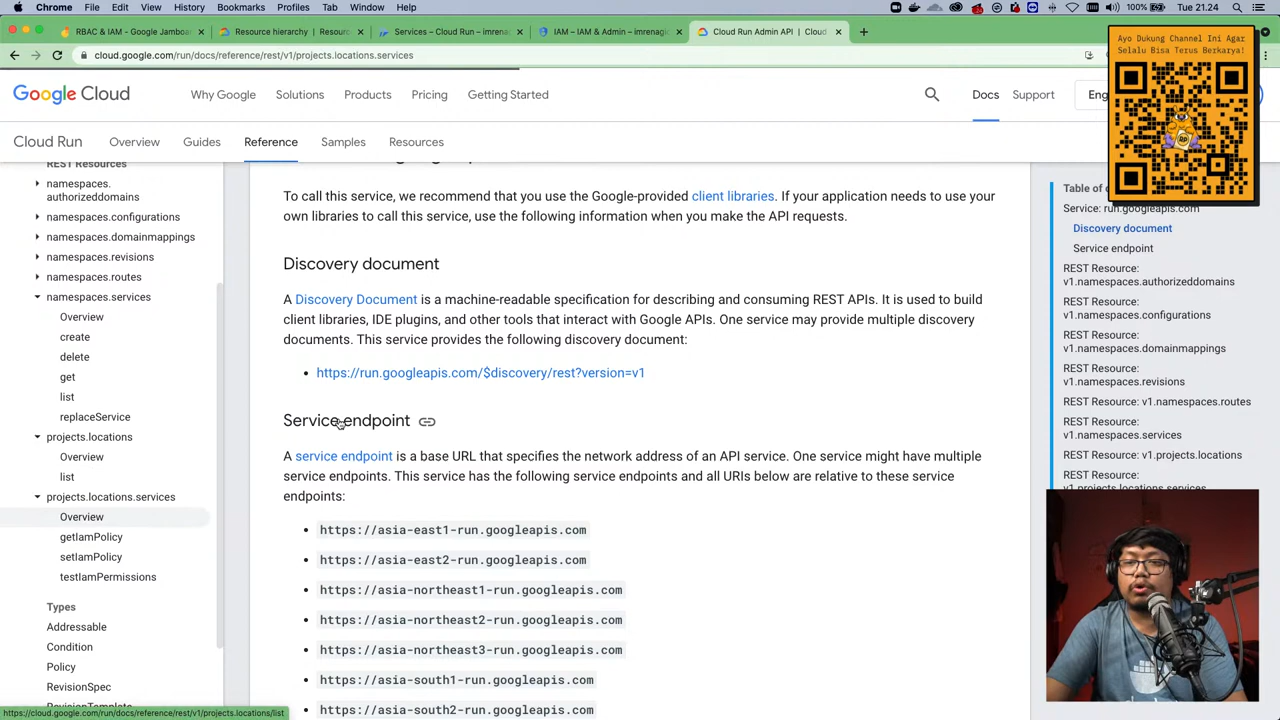 Chrome File Edit View History Bookmarks Profiles Tab Window Help
100% Tue 21.24
RBAC & IAM - Google Jamboa
Resource hierarchy | Resourc
Services – Cloud Run – imrena
IAM – IAM & Admin – imrenagi
Cloud Run Admin API | Cloud
cloud.google.com/run/docs/reference/rest/v1/projects.locations.services
Ayo Dukung Channel Ini Agar
Selalu Bisa Terus Berkarya!
Google Cloud
Why Google
Solutions
Products
Pricing
Getting Started
Docs
Support
Eng
Cloud Run
Overview
Guides
Reference
Samples
Resources
REST Resources
namespaces.
authorizeddomains
namespaces.configurations
namespaces.domainmappings
namespaces.revisions
namespaces.routes
namespaces.services
Overview
create
delete
get
list
replaceService
projects.locations
Overview
list
projects.locations.services
Overview
getIamPolicy
setIamPolicy
testIamPermissions
Types
Addressable
Condition
Policy
RevisionSpec
RevisionTemplate
https://cloud.google.com/run/docs/reference/rest/v1/projects.locations/list
To call this service, we recommend that you use the Google-provided client libraries. If your application needs to use your
own libraries to call this service, use the following information when you make the API requests.
Discovery document
A Discovery Document is a machine-readable specification for describing and consuming REST APIs. It is used to build
client libraries, IDE plugins, and other tools that interact with Google APIs. One service may provide multiple discovery
documents. This service provides the following discovery document:
https://run.googleapis.com/$discovery/rest?version=v1
Service endpoint
A service endpoint is a base URL that specifies the network address of an API service. One service might have multiple
service endpoints. This service has the following service endpoints and all URIs below are relative to these service
endpoints:
https://asia-east1-run.googleapis.com
https://asia-east2-run.googleapis.com
https://asia-northeast1-run.googleapis.com
https://asia-northeast2-run.googleapis.com
https://asia-northeast3-run.googleapis.com
https://asia-south1-run.googleapis.com
https://asia-south2-run.googleapis.com
Table of
Service: run.googleapis.com
Discovery document
Service endpoint
REST Resource:
v1.namespaces.authorizeddomains
REST Resource:
v1.namespaces.configurations
REST Resource:
v1.namespaces.domainmappings
REST Resource:
v1.namespaces.revisions
REST Resource: v1.namespaces.routes
REST Resource:
v1.namespaces.services
REST Resource: v1.projects.locations
REST Resource:
v1.projects.locations.services